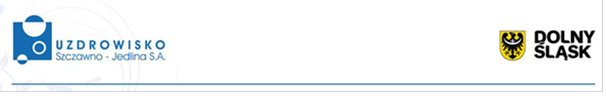 UZDROWISKO
Szczawno - Jedlina S.A.
DOLNY
ŚLĄSK